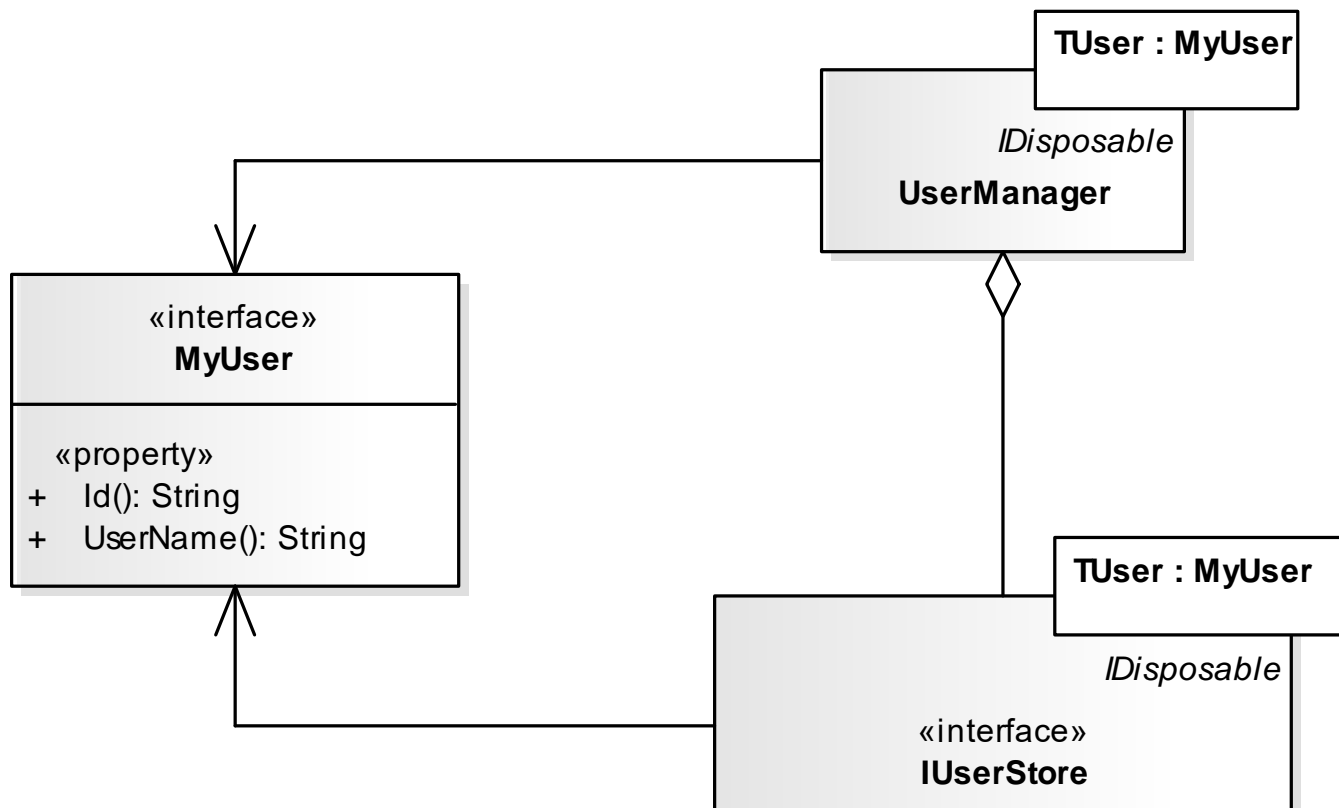 TUser : MyUser
IDisposable
UserManager
«interface»
MyUser
«property»
+ Id(): String
+ UserName(): String
TUser : MyUser
IDisposable
«interface»
IUserStore